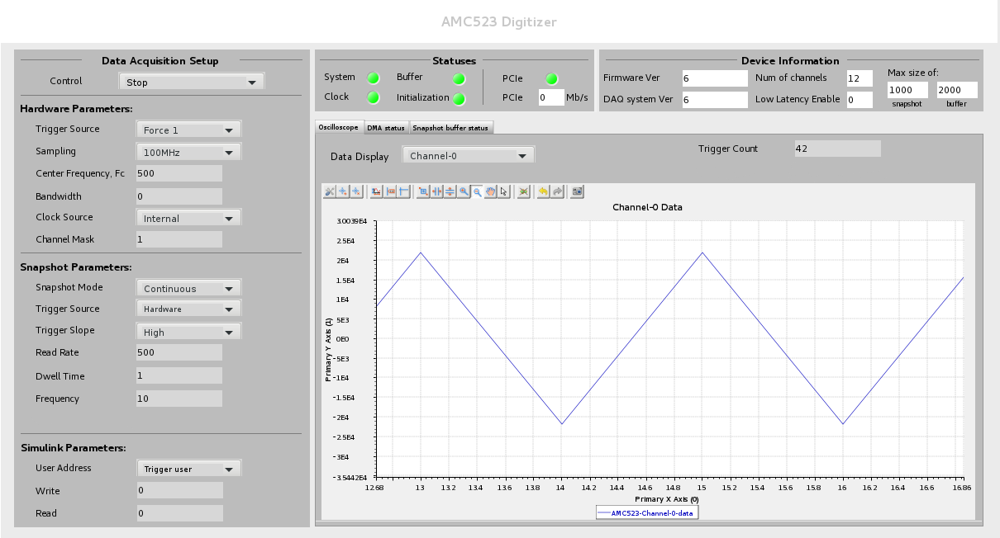 AMC523 Digitizer
Data Acquisition Setup
Control Stop
Hardware Parameters:
Trigger Source Force 1
Sampling 100MHz
Center Frequency, Fc 500
Bandwidth 0
Clock Source Internal
Channel Mask 1
Snapshot Parameters:
Snapshot Mode Continuous
Trigger Source Hardware
Trigger Slope High
Read Rate 500
Dwell Time 1
Frequency 10
Simulink Parameters:
User Address Trigger user
Write 0
Read 0
Statuses
System Buffer PCIe
Clock Initialization PCIe 0 Mb/s
Device Information
Firmware Ver 6 Num of channels 12 Max size of:
DAQ system Ver 6 Low Latency Enable 0 1000 2000
snapshot buffer
Oscilloscope DMA status Snapshot buffer status
Data Display Channel-0 Trigger Count 42
Channel-0 Data
Primary Y Axis (1)
3.0039E4
2.5E4
2E4
1.5E4
1E4
5E3
0E0
-5E3
-1E4
-1.5E4
-2E4
-2.5E4
-3E4
-3.5442E4
12.68 13 13.2 13.4 13.6 13.8 14 14.2 14.4 14.6 14.8 15 15.2 15.4 15.6 15.8 16 16.2 16.4 16.6 16.86
Primary X Axis (0)
AMC523-Channel-0-data